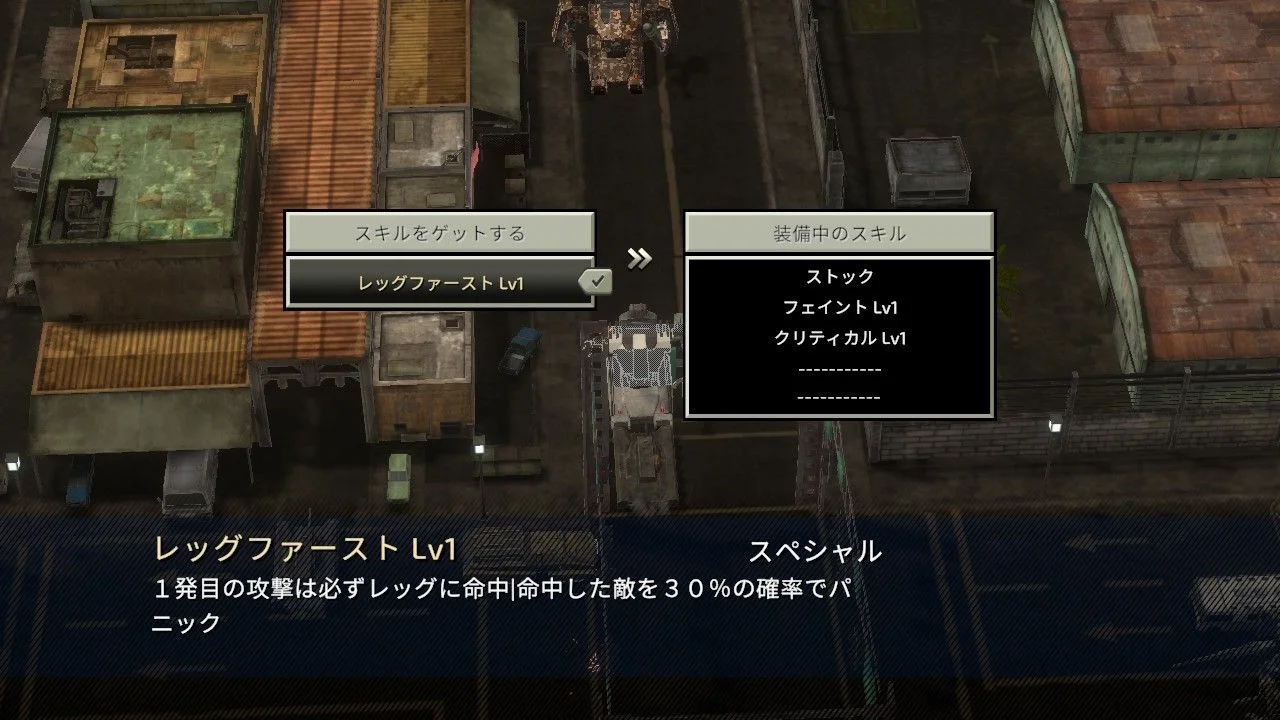 スキルをゲットする
レッグファースト Lv1
装備中のスキル
ストック
フェイント Lv1
クリティカル Lv1
-----------
-----------
レッグファースト Lv1
スペシャル
１発目の攻撃は必ずレッグに命中|命中した敵を３０％の確率でパ
ニック